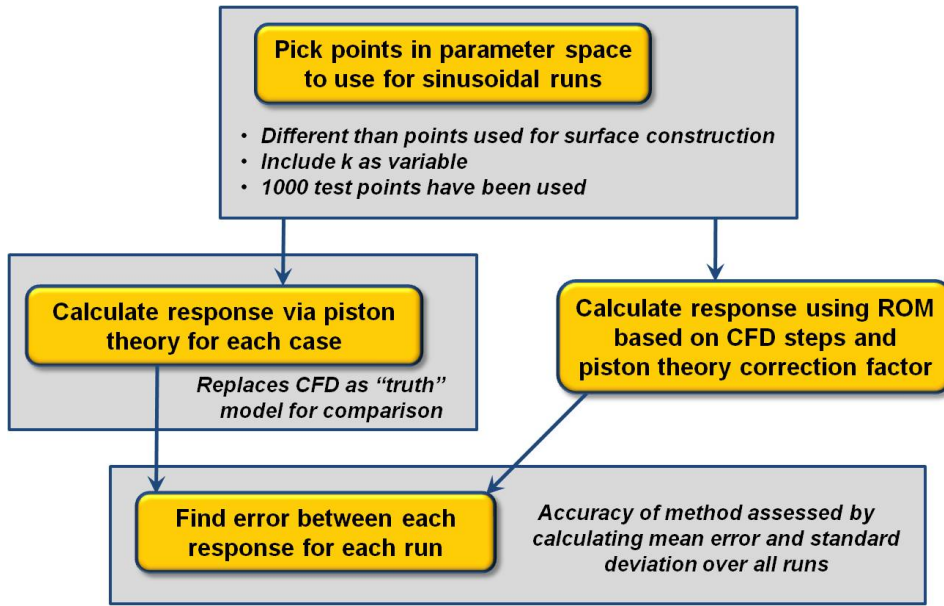 Pick points in parameter space
to use for sinusoidal runs
• Different than points used for surface construction
• Include k as variable
• 1000 test points have been used
Calculate response via piston
theory for each case
Replaces CFD as “truth”
model for comparison
Calculate response using ROM
based on CFD steps and
piston theory correction factor
Find error between each
response for each run
Accuracy of method assessed by
calculating mean error and standard
deviation over all runs